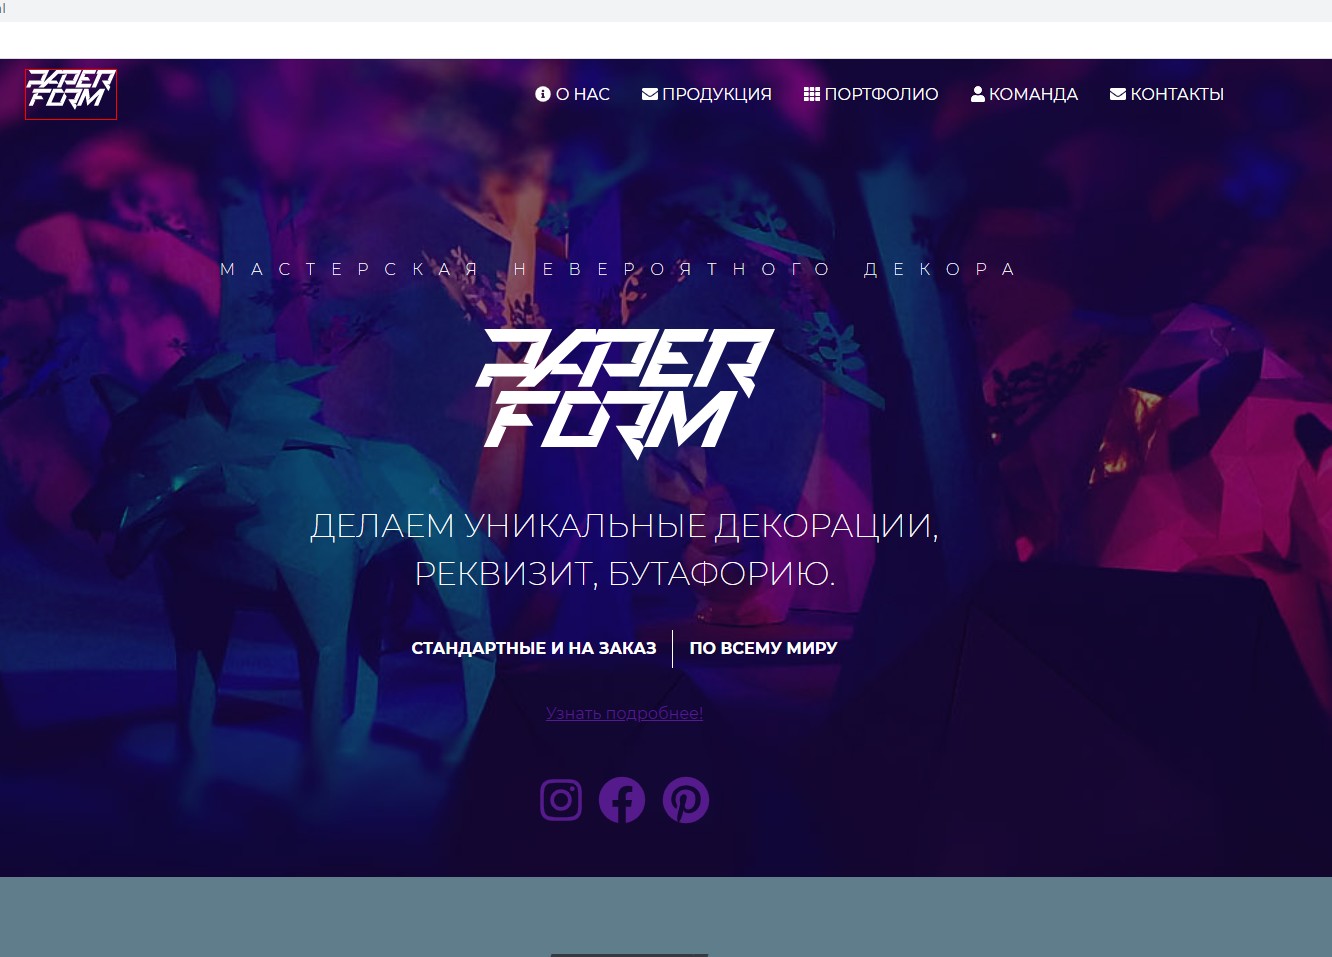 PAPER
FORM
О НАС ПРОДУКЦИЯ ПОРТФОЛИО КОМАНДА КОНТАКТЫ
МАСТЕРСКАЯ НЕВЕРОЯТНОГО ДЕКОРА
PAPER
FORM
ДЕЛАЕМ УНИКАЛЬНЫЕ ДЕКОРАЦИИ,
РЕКВИЗИТ, БУТАФОРИЮ.
СТАНДАРТНЫЕ И НА ЗАКАЗ ПО ВСЕМУ МИРУ
Узнать подробнее!